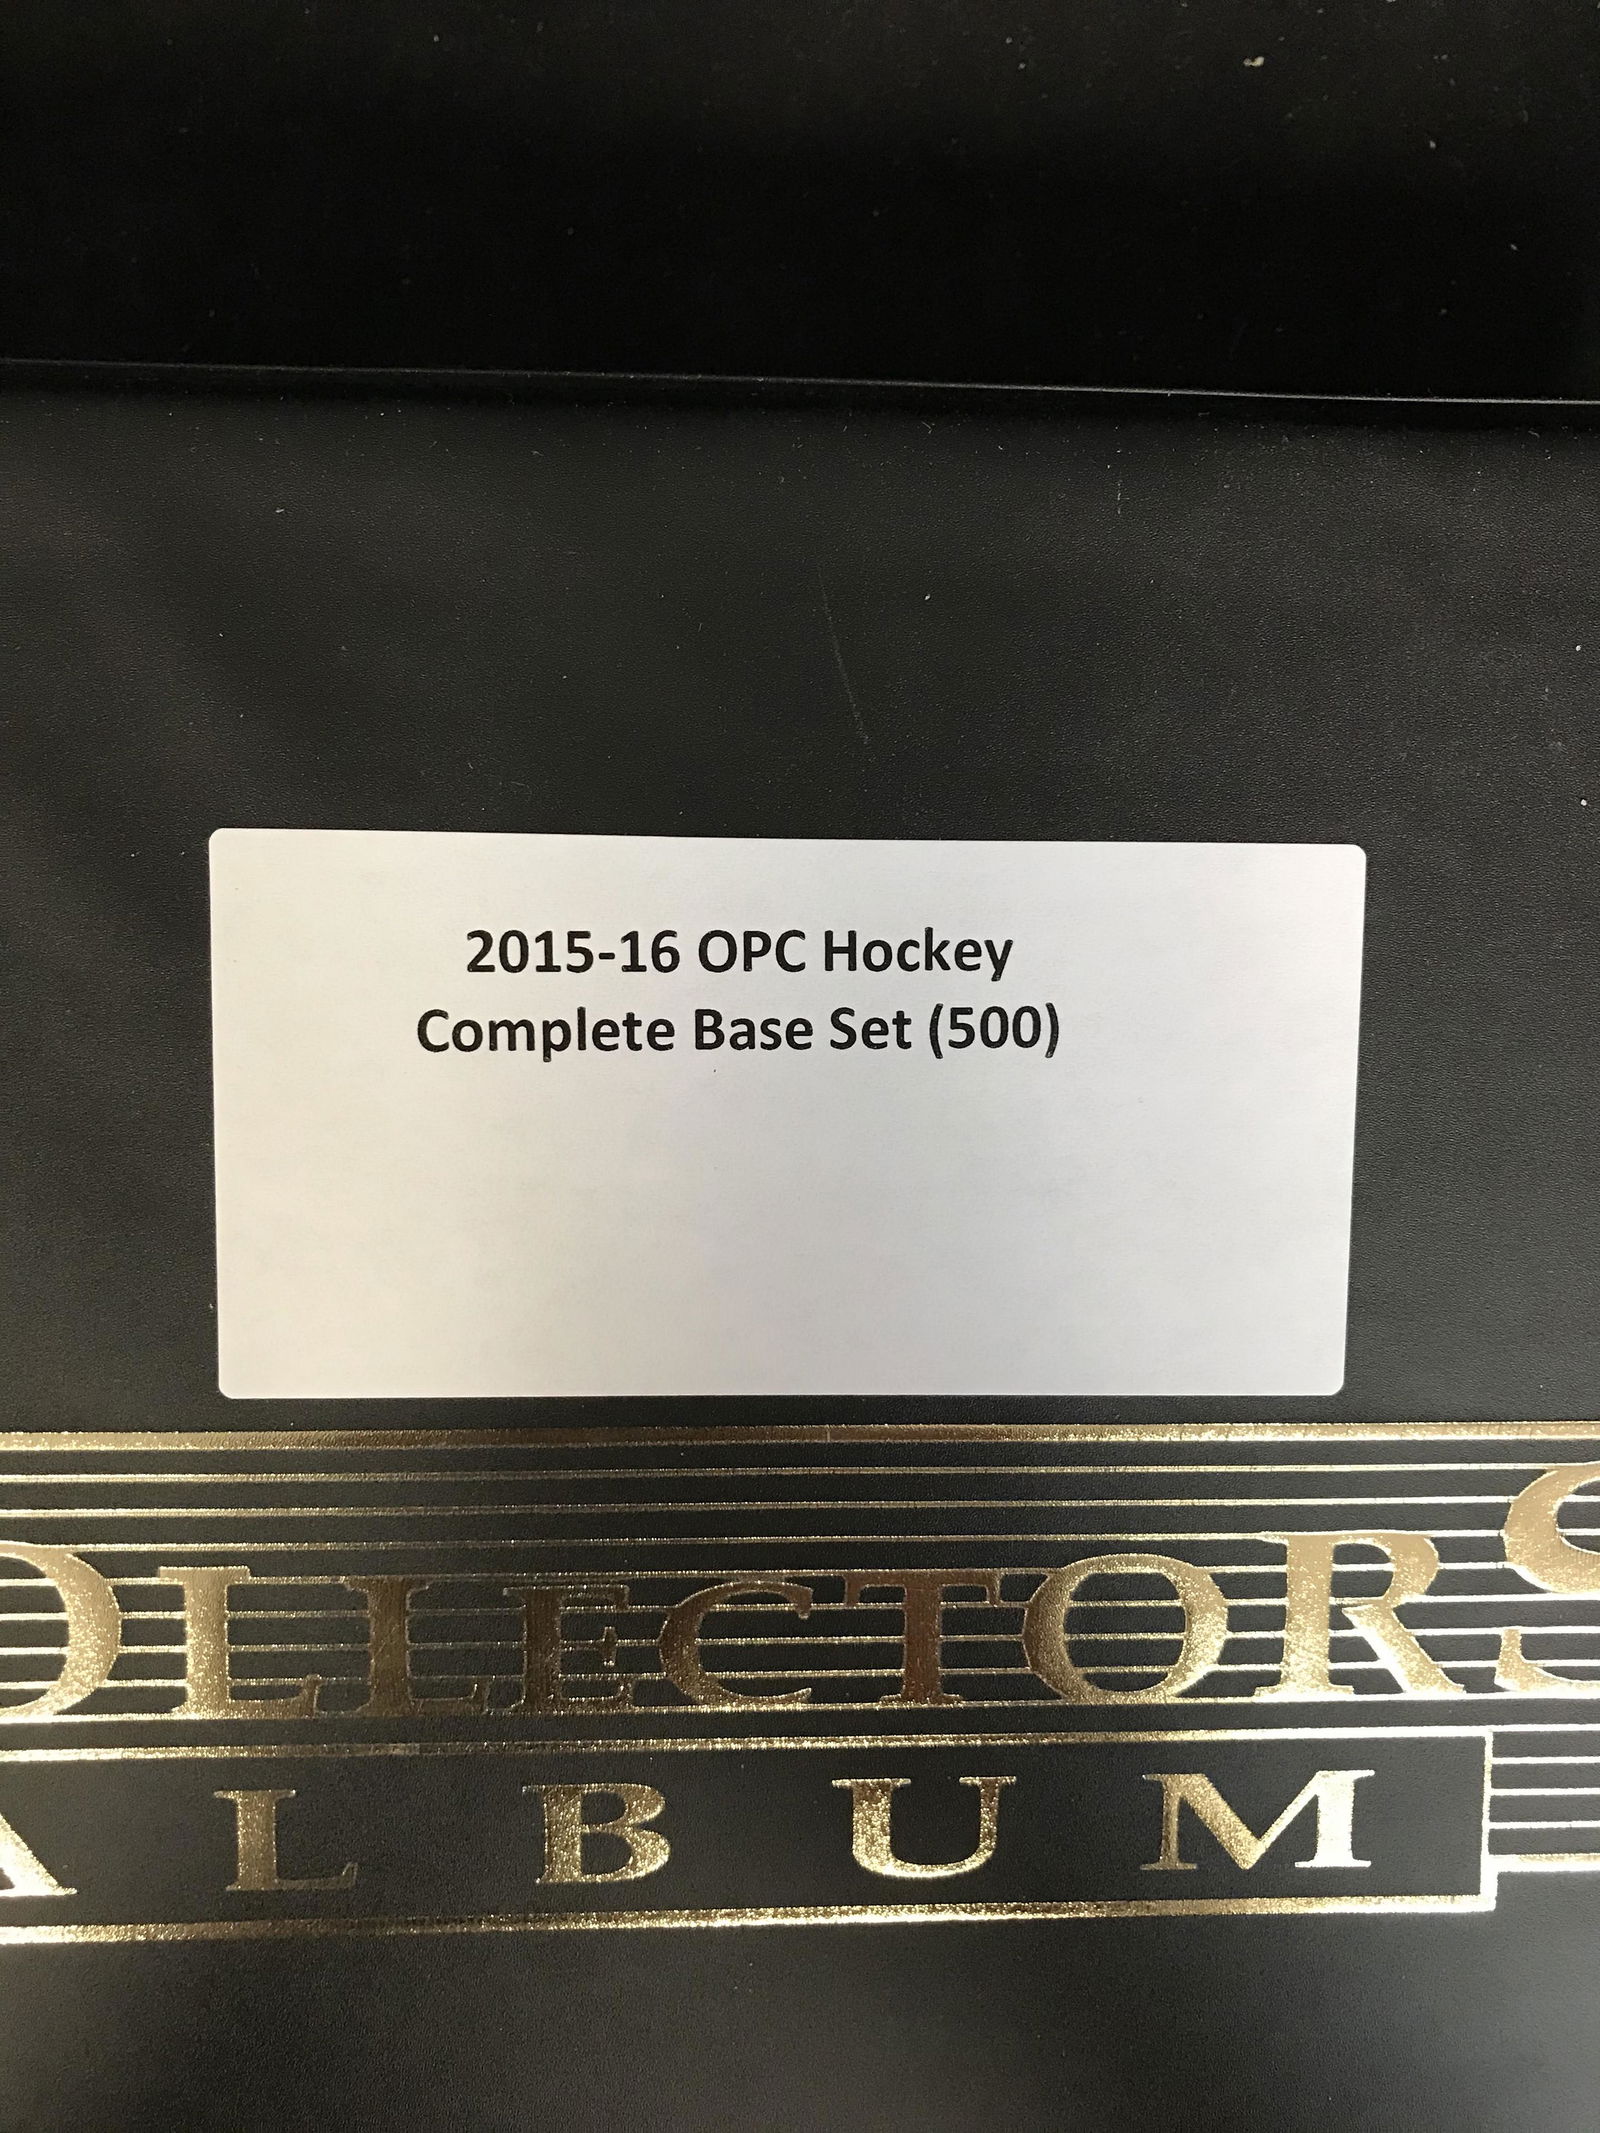 2015-16 OPC Hockey
Complete Base Set (500)
OLLECTORS
ALBUM